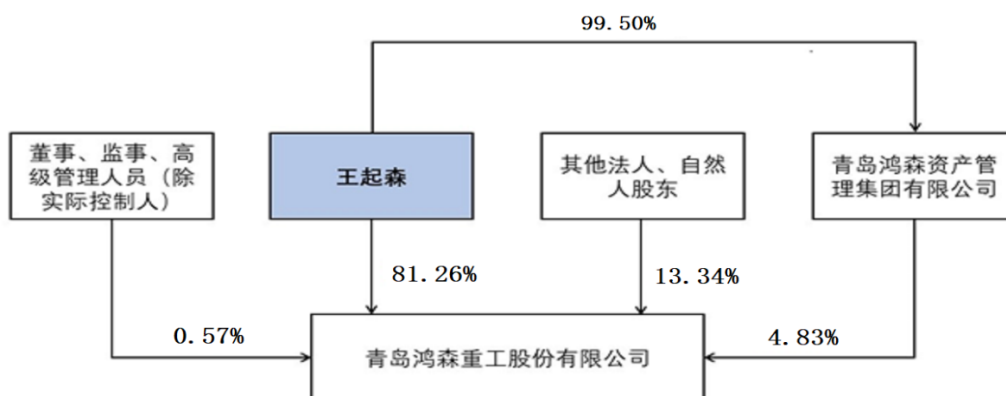 99.50%
董事、监事、高
级管理人员（除
实际控制人）
王起森
其他法人、自然
人股东
青岛鸿森资产管
理集团有限公司
81.26%
13.34%
0.57%
4.83%
青岛鸿森重工股份有限公司